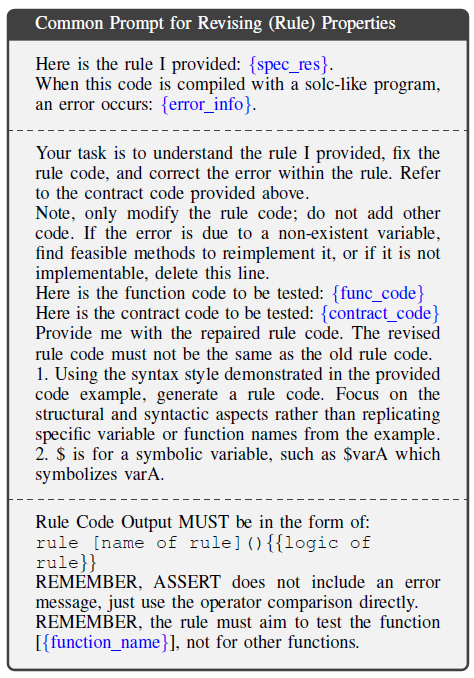 Common Prompt for Revising (Rule) Properties
Here is the rule I provided: {spec_res}.
When this code is compiled with a solc-like program,
an error occurs: {error_info}.
Your task is to understand the rule I provided, fix the
rule code, and correct the error within the rule. Refer
to the contract code provided above.
Note, only modify the rule code; do not add other
code. If the error is due to a non-existent variable,
find feasible methods to reimplement it, or if it is not
implementable, delete this line.
Here is the function code to be tested: {func_code}
Here is the contract code to be tested: {contract_code}
Provide me with the repaired rule code. The revised
rule code must not be the same as the old rule code.
1. Using the syntax style demonstrated in the provided
code example, generate a rule code. Focus on the
structural and syntactic aspects rather than replicating
specific variable or function names from the example.
2. $ is for a symbolic variable, such as $varA which
symbolizes varA.
Rule Code Output MUST be in the form of:
rule [name of rule](){{logic of
rule}}
REMEMBER, ASSERT does not include an error
message, just use the operator comparison directly.
REMEMBER, the rule must aim to test the function
[{function_name}], not for other functions.